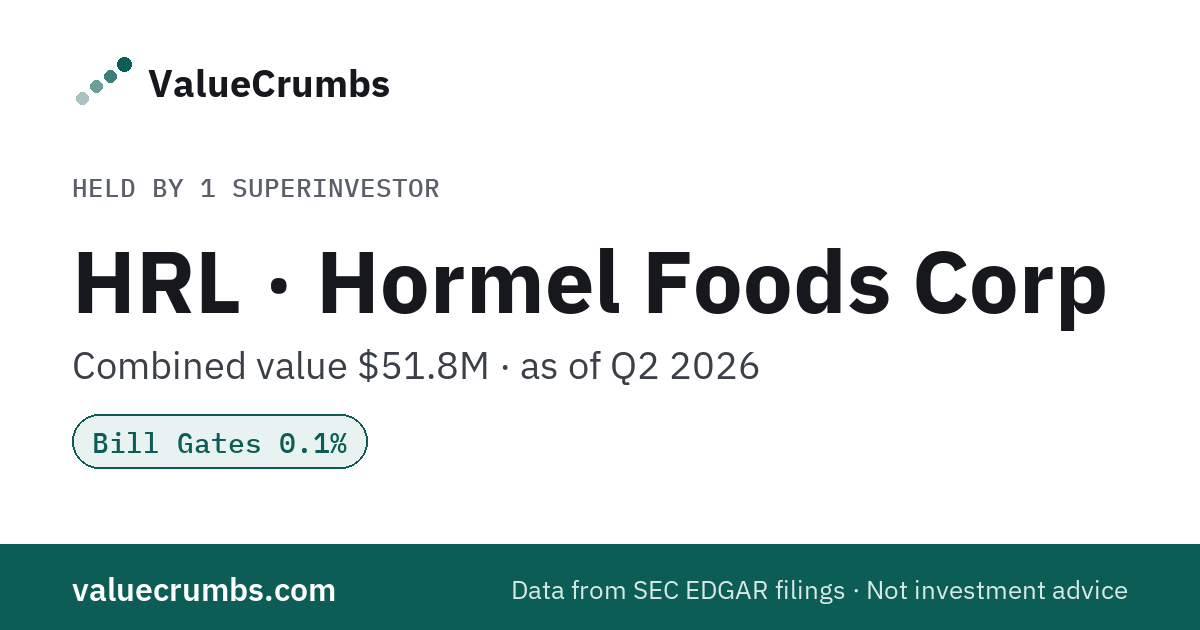 ValueCrumbs
HELD BY 1 SUPERINVESTOR
HRL · Hormel Foods Corp
Combined value $51.8M · as of Q2 2026
Bill Gates 0.1%
valuecrumbs.com
Data from SEC EDGAR filings · Not investment advice